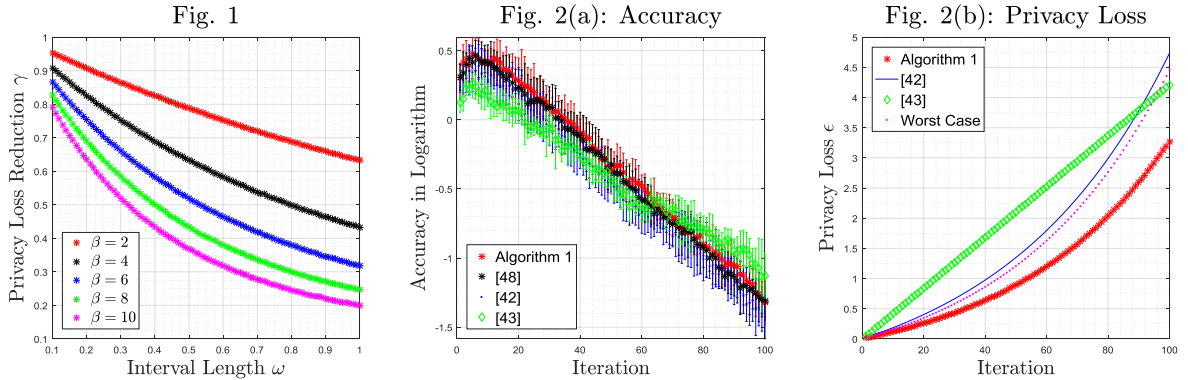 Fig. 1
Privacy Loss Reduction γ
1
0.9
0.8
0.7
0.6
0.5
0.4
0.3
0.2
0.1
β = 2
β = 4
β = 6
β = 8
β = 10
0.1 0.2 0.3 0.4 0.5 0.6 0.7 0.8 0.9 1
Interval Length ω
Fig. 2(a): Accuracy
Accuracy in Logarithm
0.5
0
-0.5
-1
-1.5
Algorithm 1
[48]
[42]
[43]
0 20 40 60 80 100
Iteration
Fig. 2(b): Privacy Loss
Privacy Loss ϵ
5
4.5
4
3.5
3
2.5
2
1.5
1
0.5
0
Algorithm 1
[42]
[43]
Worst Case
0 20 40 60 80 100
Iteration